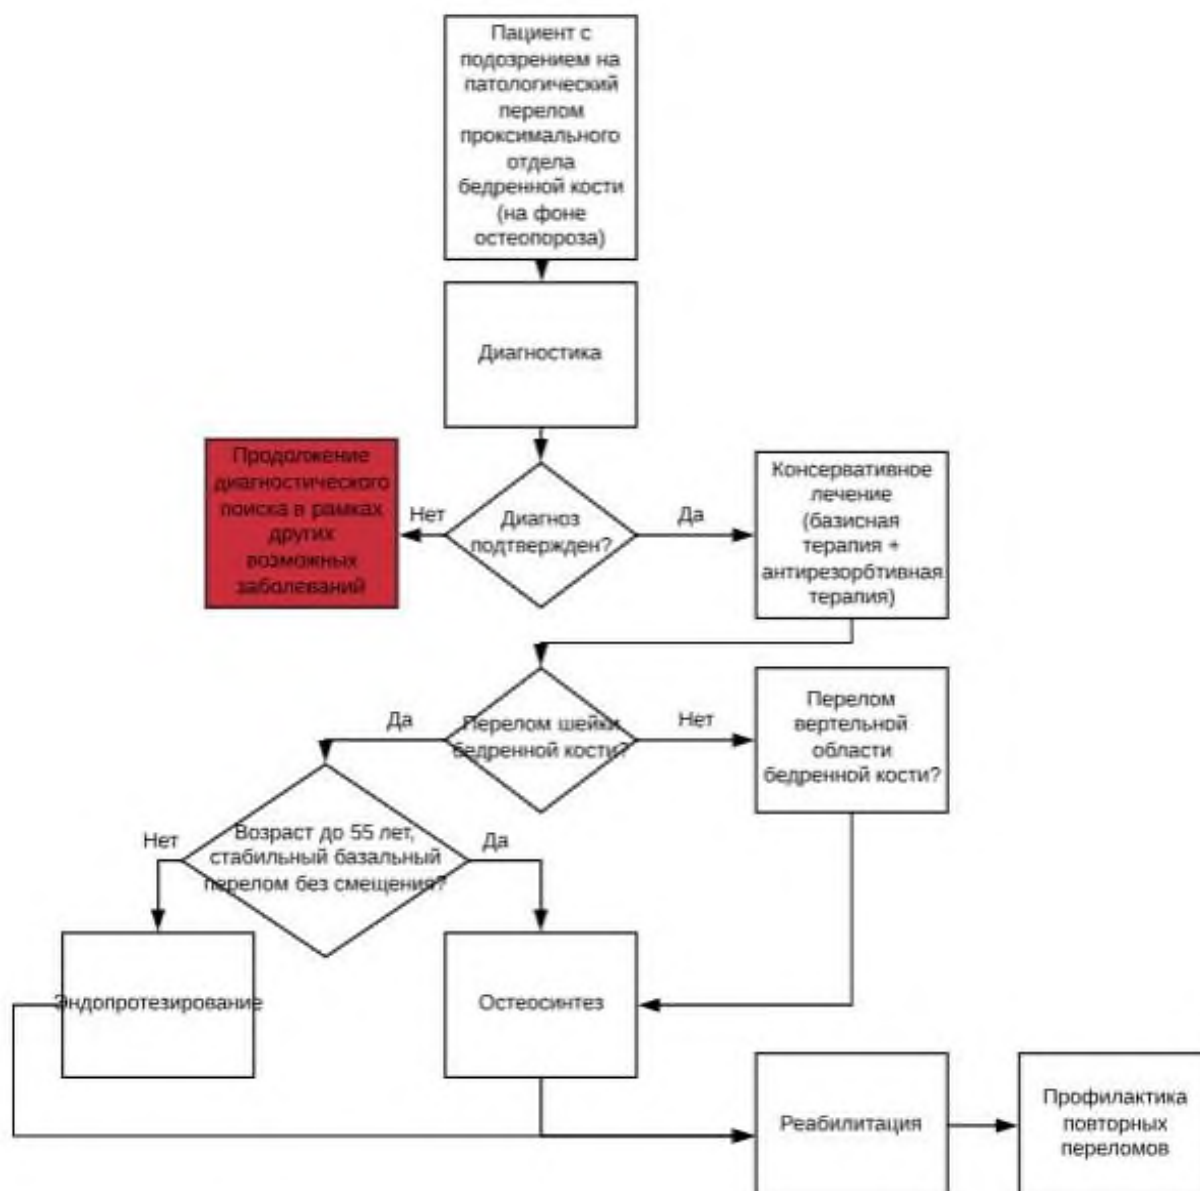 Пациент с
подозрением на
патологический
перелом
проксимального
отдела
бедренной кости
(на фоне
остеопороза)
Диагностика
Продолжение
диагностического
поиска в рамках
других
возможных
заболеваний
Нет
Диагноз
подтвержден?
Да
Консервативное
лечение
(базисная
терапия +
антирезорбтивная
терапия)
Да
Перелом шейки
бедренной кости?
Нет
Перелом
вертельной
области
бедренной кости?
Нет
Возраст до 55 лет,
стабильный базальный
перелом без смещения?
Да
Эндопротезирование
Остеосинтез
Реабилитация
Профилактика
повторных
переломов